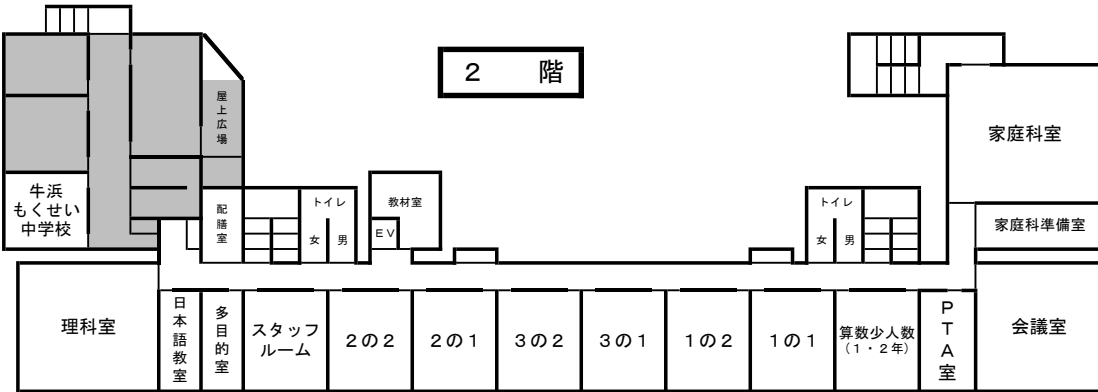 2　階
屋上広場
家庭科室
牛浜
もくせい
中学校
配膳室
トイレ
女 男
教材室
EV
トイレ
女 男
家庭科準備室
理科室
日本語教室
多目的室
スタッフ
ルーム
2の2
2の1
3の2
3の1
1の2
1の1
算数少人数
（1・2年）
PTA室
会議室